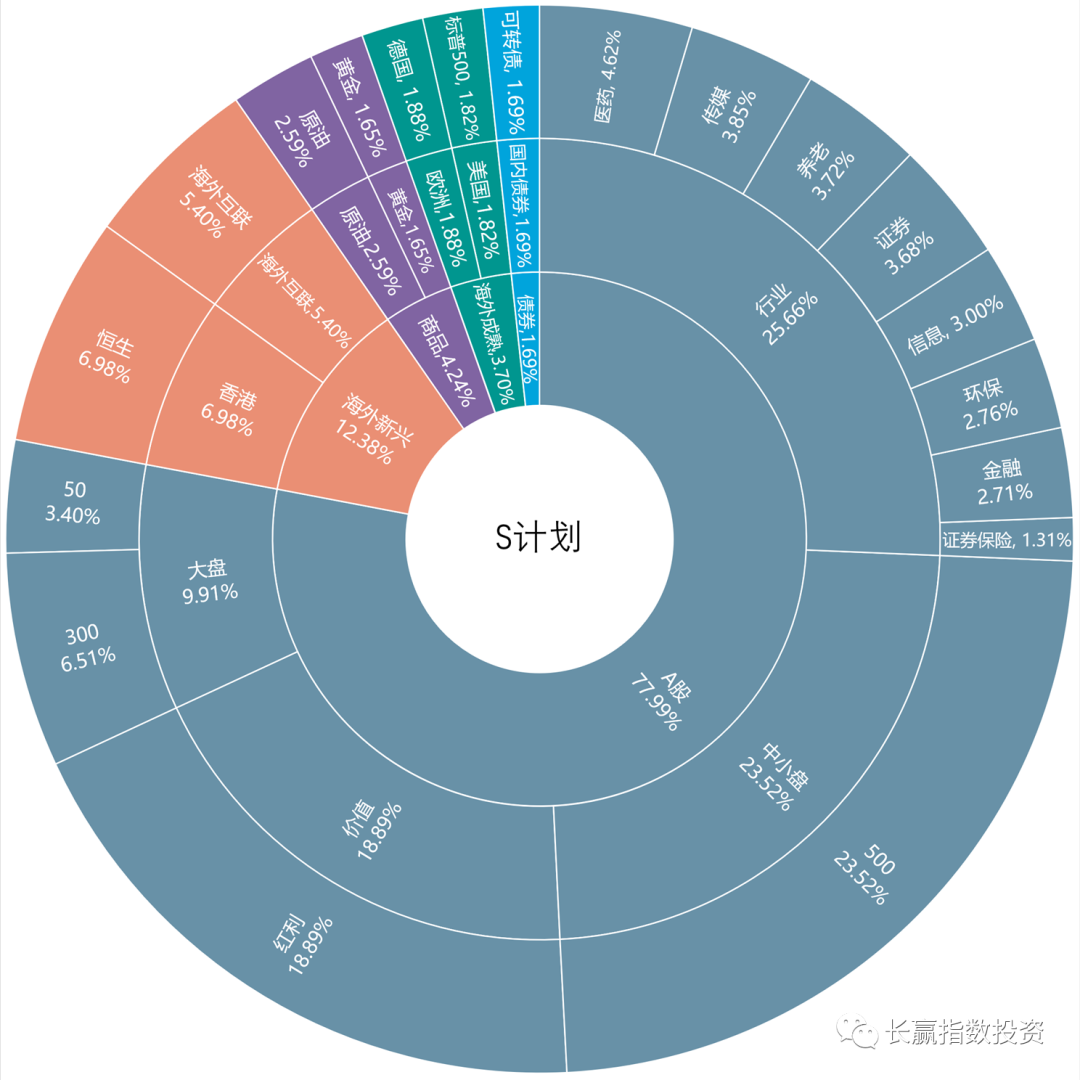 S计划
A股
77.99%
行业
25.66%
医药, 4.62%
传媒
3.85%
养老
3.72%
证券
3.68%
信息, 3.00%
环保
2.76%
金融
2.71%
证券保险, 1.31%
中小盘
23.52%
500
23.52%
价值
18.89%
红利
18.89%
大盘
9.91%
300
6.51%
50
3.40%
海外新兴
12.38%
香港
6.98%
恒生
6.98%
海外互联,5.40%
海外互联
5.40%
商品,4.24%
原油,2.59%
原油
2.59%
黄金,1.65%
黄金, 1.65%
海外成熟,3.70%
欧洲,1.88%
德国, 1.88%
美国,1.82%
标普500, 1.82%
债券,1.69%
国内债券,1.69%
可转债, 1.69%
长赢指数投资